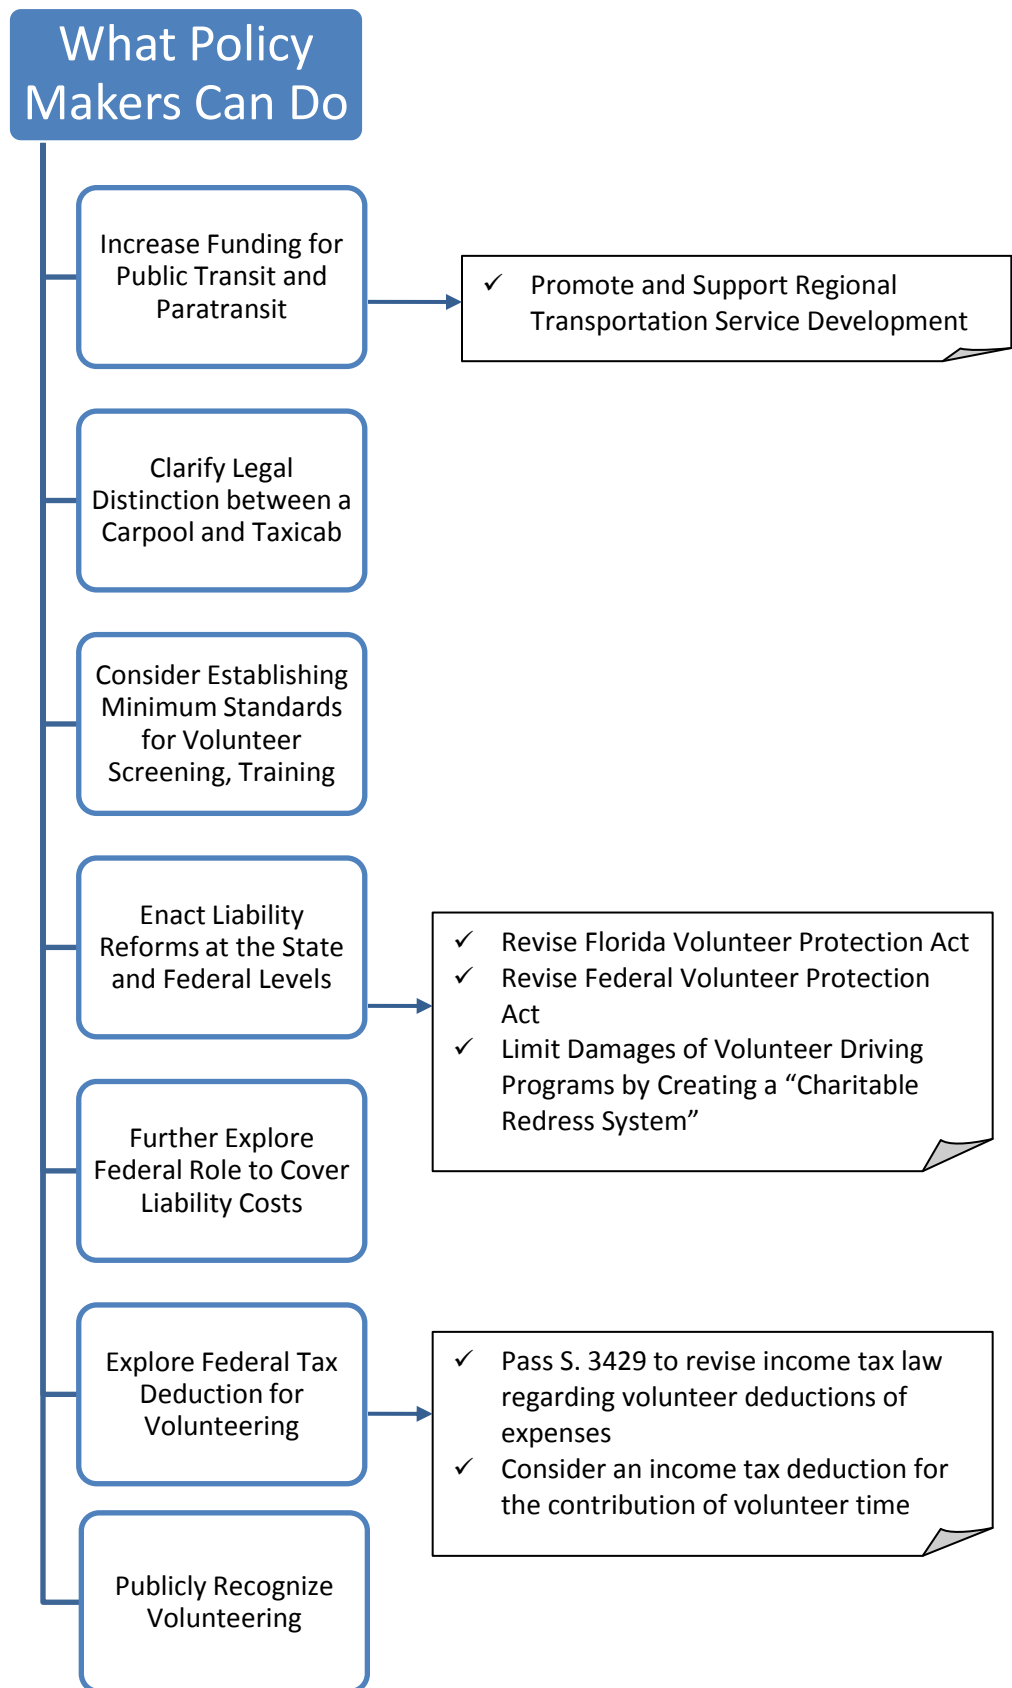 What Policy
Makers Can Do
Increase Funding for
Public Transit and
Paratransit
✓ Promote and Support Regional
Transportation Service Development
Clarify Legal
Distinction between a
Carpool and Taxicab
Consider Establishing
Minimum Standards
for Volunteer
Screening, Training
Enact Liability
Reforms at the State
and Federal Levels
✓ Revise Florida Volunteer Protection Act
✓ Revise Federal Volunteer Protection
Act
✓ Limit Damages of Volunteer Driving
Programs by Creating a “Charitable
Redress System”
Further Explore
Federal Role to Cover
Liability Costs
Explore Federal Tax
Deduction for
Volunteering
✓ Pass S. 3429 to revise income tax law
regarding volunteer deductions of
expenses
✓ Consider an income tax deduction for
the contribution of volunteer time
Publicly Recognize
Volunteering